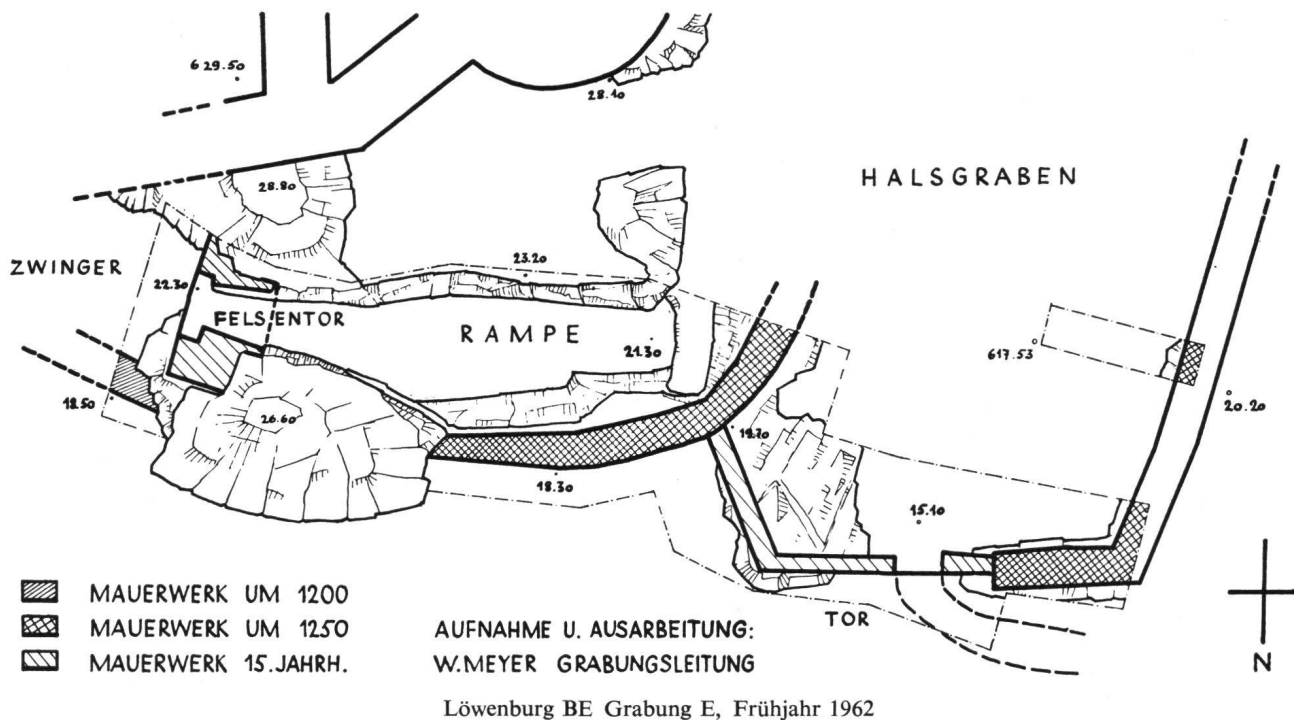 6 29.50
28.10
HALSGRABEN
28.80
ZWINGER
23.20
22.30
FELSENTOR
RAMPE
21.30
617.53
18.50
20.20
26.60
19.70
18.30
15.10
MAUERWERK UM 1200
MAUERWERK UM 1250
MAUERWERK 15.JAHRH.
AUFNAHME U. AUSARBEITUNG:
W.MEYER GRABUNGSLEITUNG
TOR
N
Löwenburg BE Grabung E, Frühjahr 1962